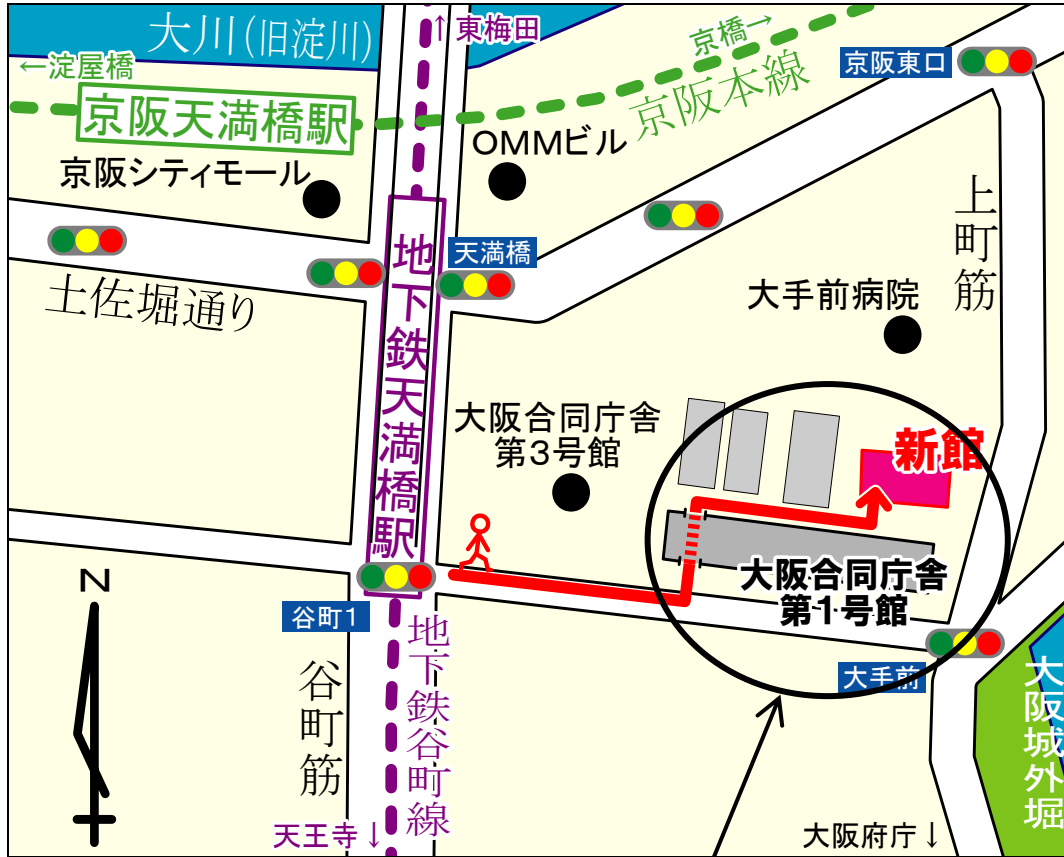 大川(旧淀川)
↑東梅田
京橋→
←淀屋橋
京阪東口
京阪天満橋駅
京阪本線
OMMビル
京阪シティモール
上町筋
天満橋
地下鉄天満橋駅
土佐堀通り
大手前病院
大阪合同庁舎
第3号館
新館
大阪合同庁舎
第1号館
N
谷町1
地下鉄谷町線
谷町筋
大手前
大阪城外堀
天王寺↓
大阪府庁↓